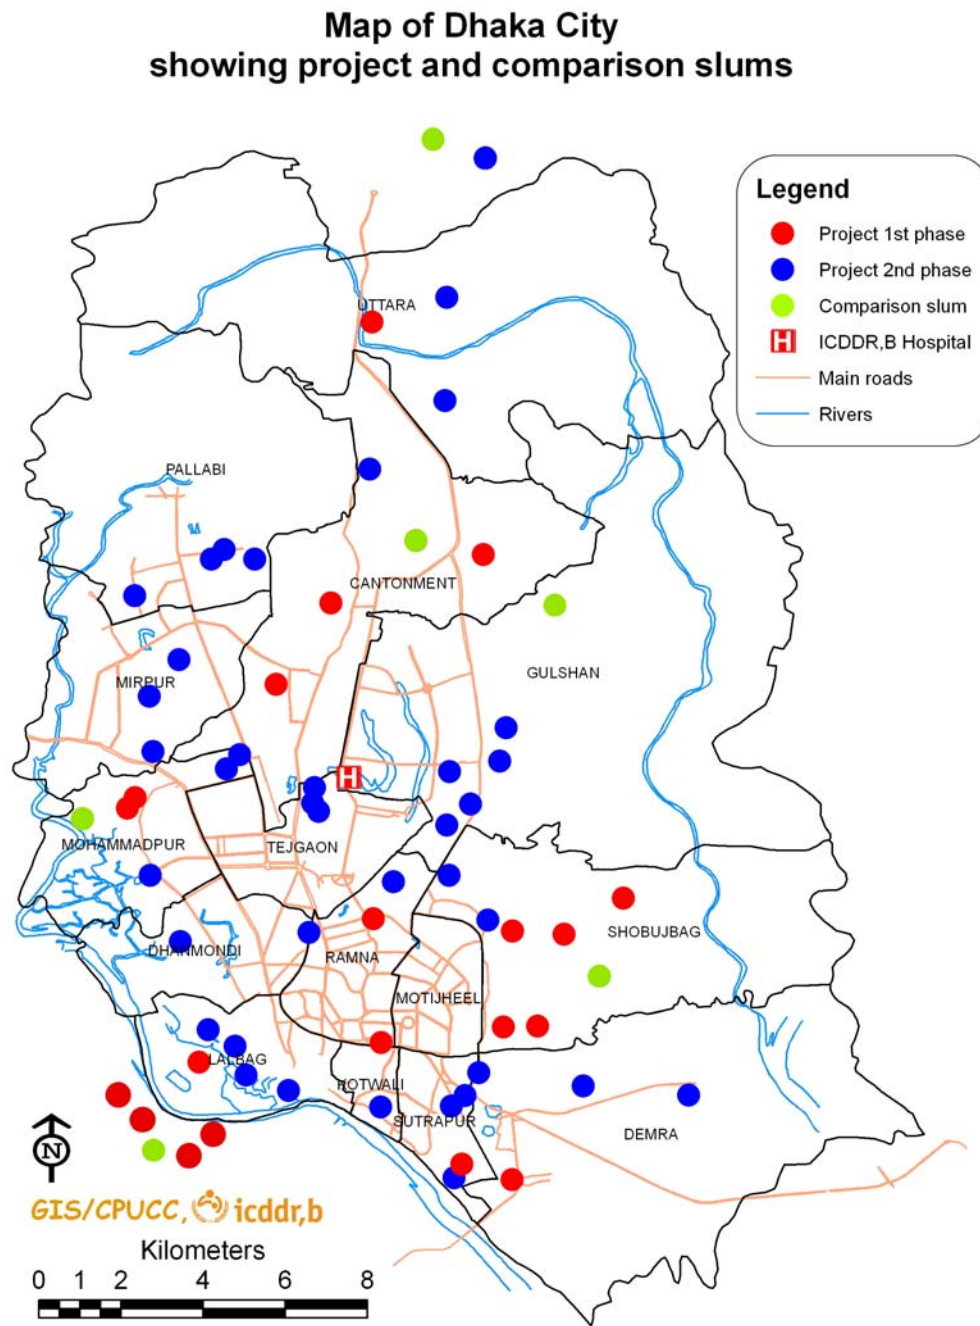 Map of Dhaka City
showing project and comparison slums
Legend
Project 1st phase
Project 2nd phase
Comparison slum
H ICDDR,B Hospital
Main roads
Rivers
UTTARA
PALLABI
CANTONMENT
GULSHAN
MIRPUR
H
MOHAMMADPUR
TEJGAON
SHOBUJBAG
DHANMONDI
RAMNA
MOTIJHEEL
LALBAG
KOTWALI
SUTRAPUR
DEMRA
N
GIS/CPUCC, icddr,b
Kilometers
0 1 2 4 6 8